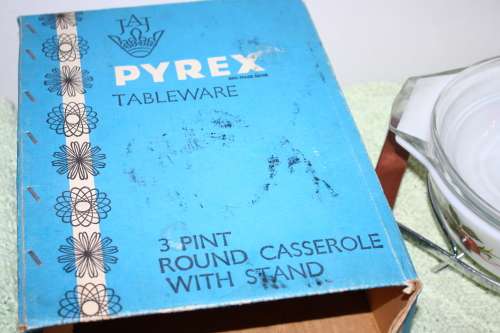 JAJ
PYREX
TABLEWARE
3 PINT
ROUND CASSEROLE
WITH STAND